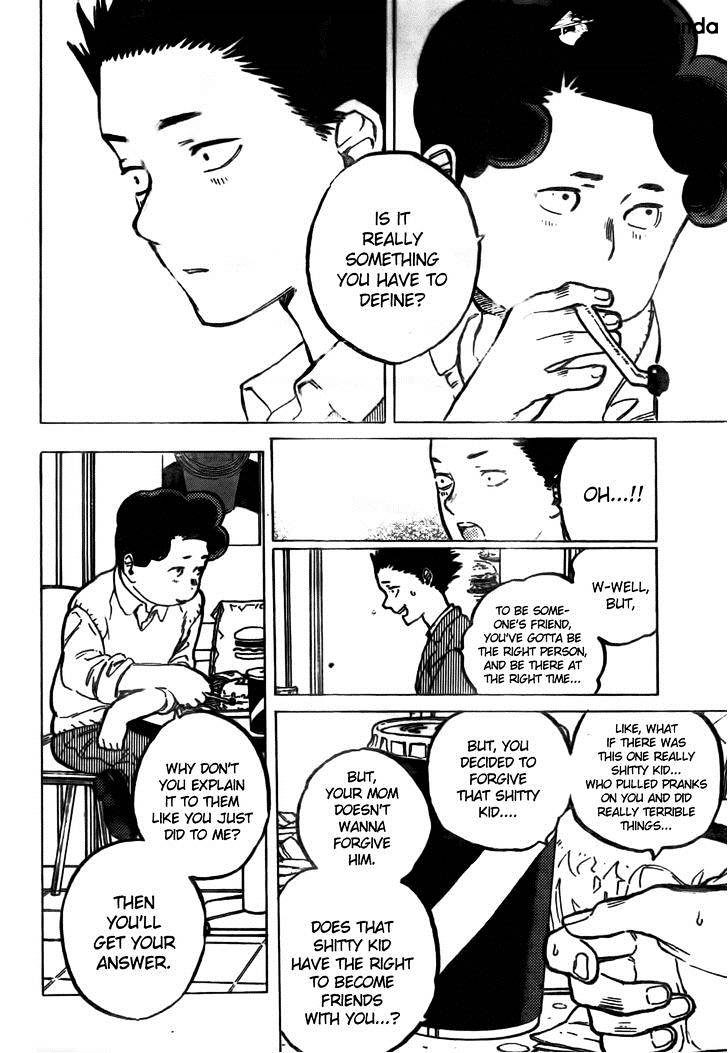 nda
IS IT
REALLY
SOMETHING
YOU HAVE TO
DEFINE?
OH...!!
W-WELL,
BUT,
TO BE SOME-
ONE'S FRIEND,
YOU'VE GOTTA BE
THE RIGHT PERSON,
AND BE THERE AT
THE RIGHT TIME...
LIKE, WHAT
IF THERE WAS
THIS ONE REALLY
SHITTY KID...
WHO PULLED PRANKS
ON YOU AND DID
REALLY TERRIBLE
THINGS...
BUT, YOU
DECIDED TO
FORGIVE
THAT SHITTY
KID....
BUT,
YOUR MOM
DOESN'T
WANNA
FORGIVE
HIM.
DOES THAT
SHITTY KID
HAVE THE RIGHT
TO BECOME
FRIENDS
WITH YOU...?
WHY DON'T
YOU EXPLAIN
IT TO THEM
LIKE YOU JUST
DID TO ME?
THEN
YOU'LL
GET YOUR
ANSWER.